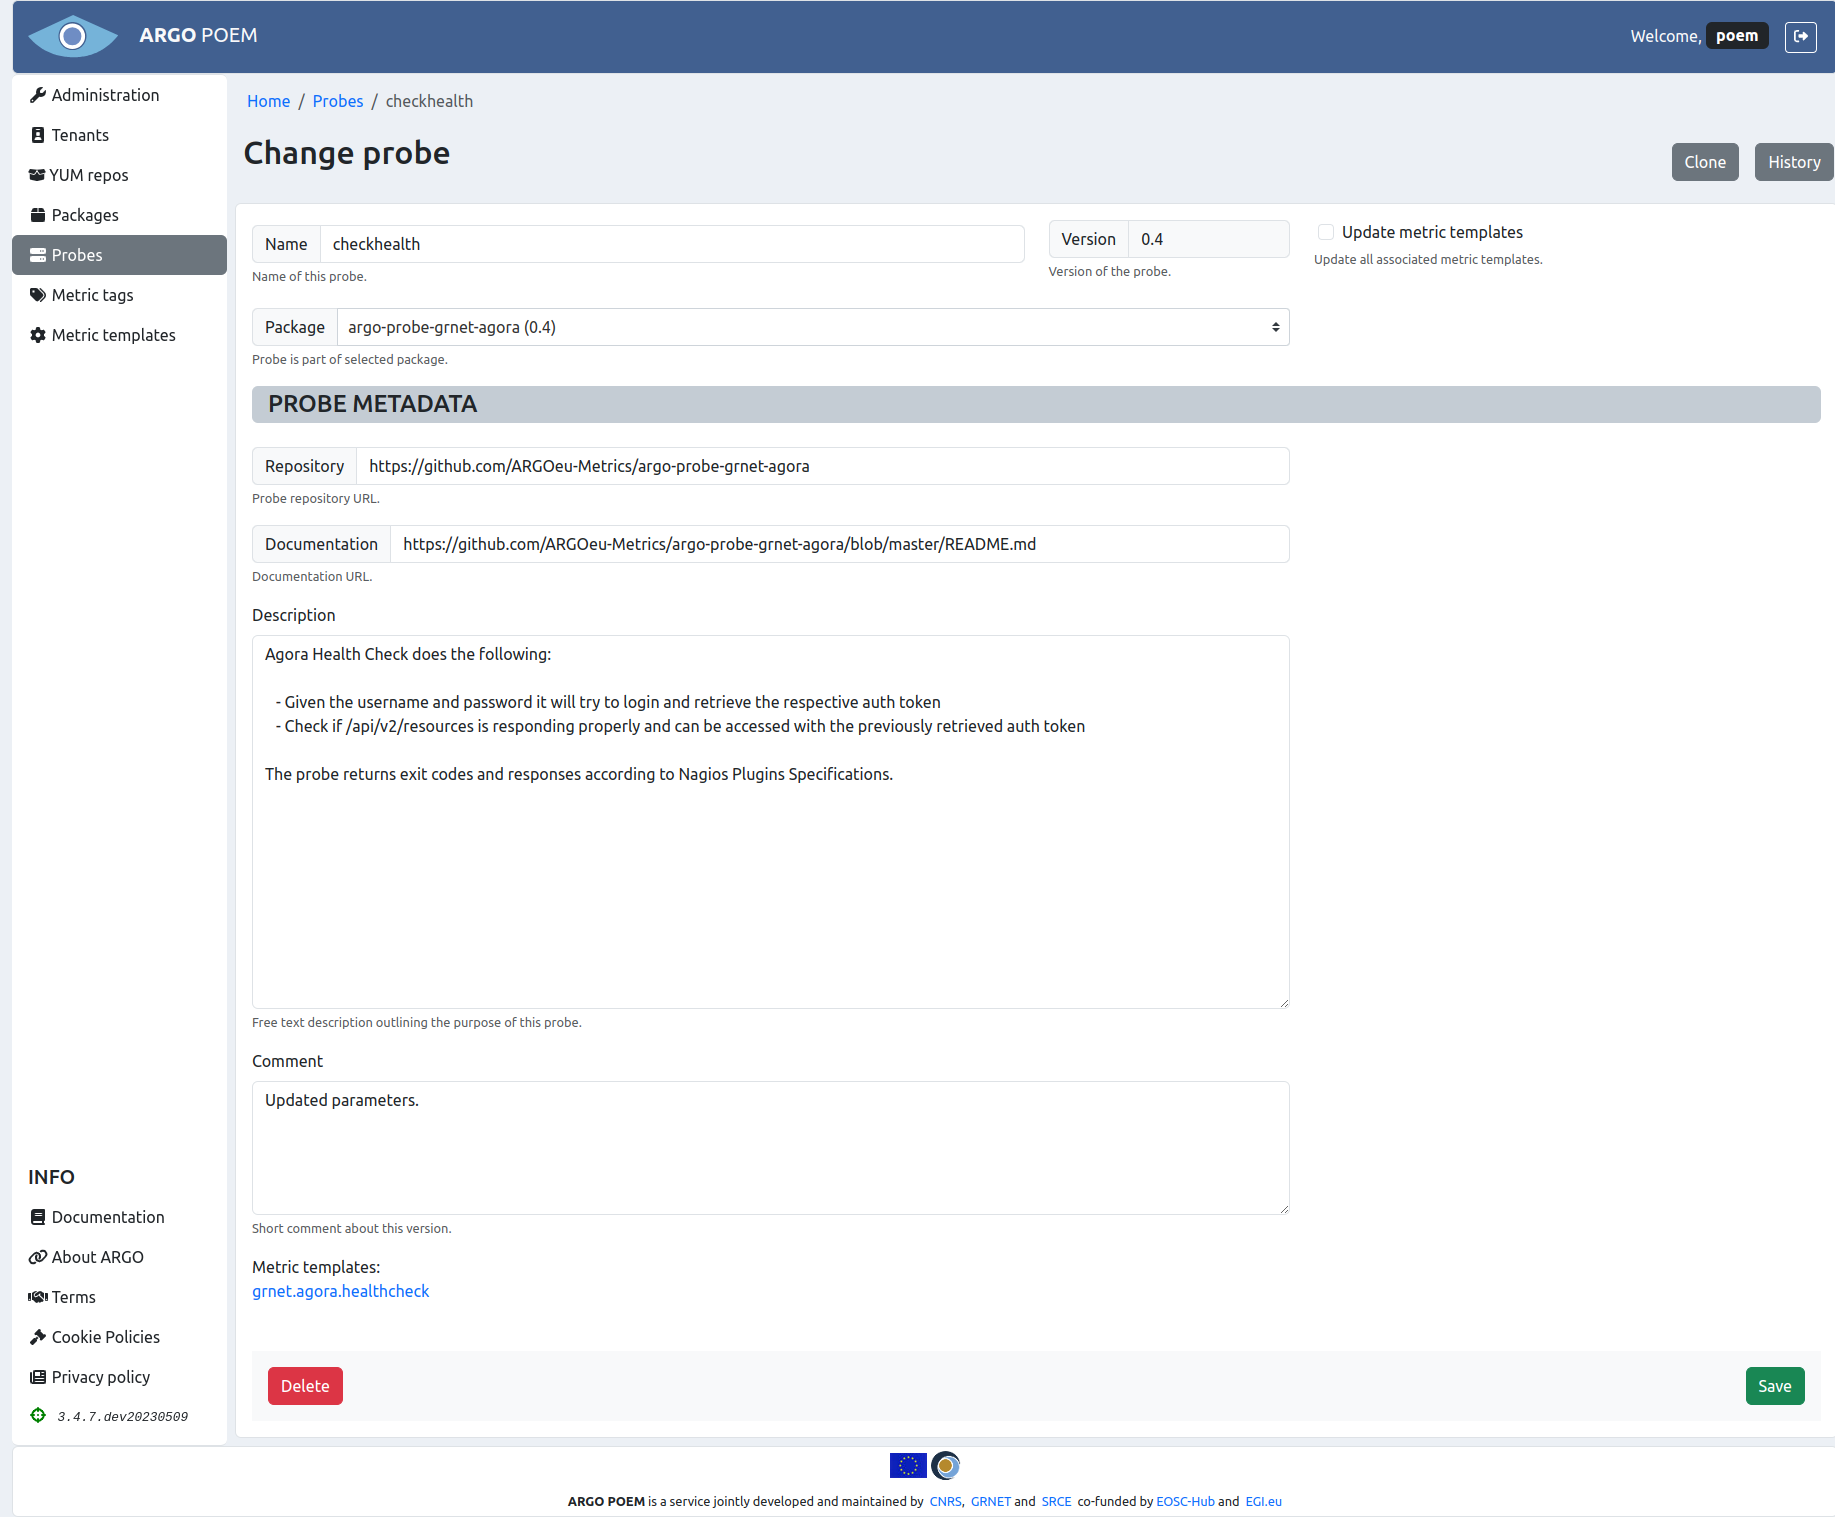 ARGO POEM
Welcome, poem
Administration
Tenants
YUM repos
Packages
Probes
Metric tags
Metric templates
Home / Probes / checkhealth
Change probe
Clone
History
Name checkhealth
Name of this probe.
Version 0.4
Version of the probe.
Update metric templates
Update all associated metric templates.
Package argo-probe-grnet-agora (0.4)
Probe is part of selected package.
PROBE METADATA
Repository https://github.com/ARGOeu-Metrics/argo-probe-grnet-agora
Probe repository URL.
Documentation https://github.com/ARGOeu-Metrics/argo-probe-grnet-agora/blob/master/README.md
Documentation URL.
Description
Agora Health Check does the following:
- Given the username and password it will try to login and retrieve the respective auth token
- Check if /api/v2/resources is responding properly and can be accessed with the previously retrieved auth token
The probe returns exit codes and responses according to Nagios Plugins Specifications.
Free text description outlining the purpose of this probe.
Comment
Updated parameters.
Short comment about this version.
Metric templates:
grnet.agora.healthcheck
Delete
Save
INFO
Documentation
About ARGO
Terms
Cookie Policies
Privacy policy
3.4.7.dev20230509
ARGO POEM is a service jointly developed and maintained by CNRS, GRNET and SRCE co-funded by EOSC-Hub and EGI.eu